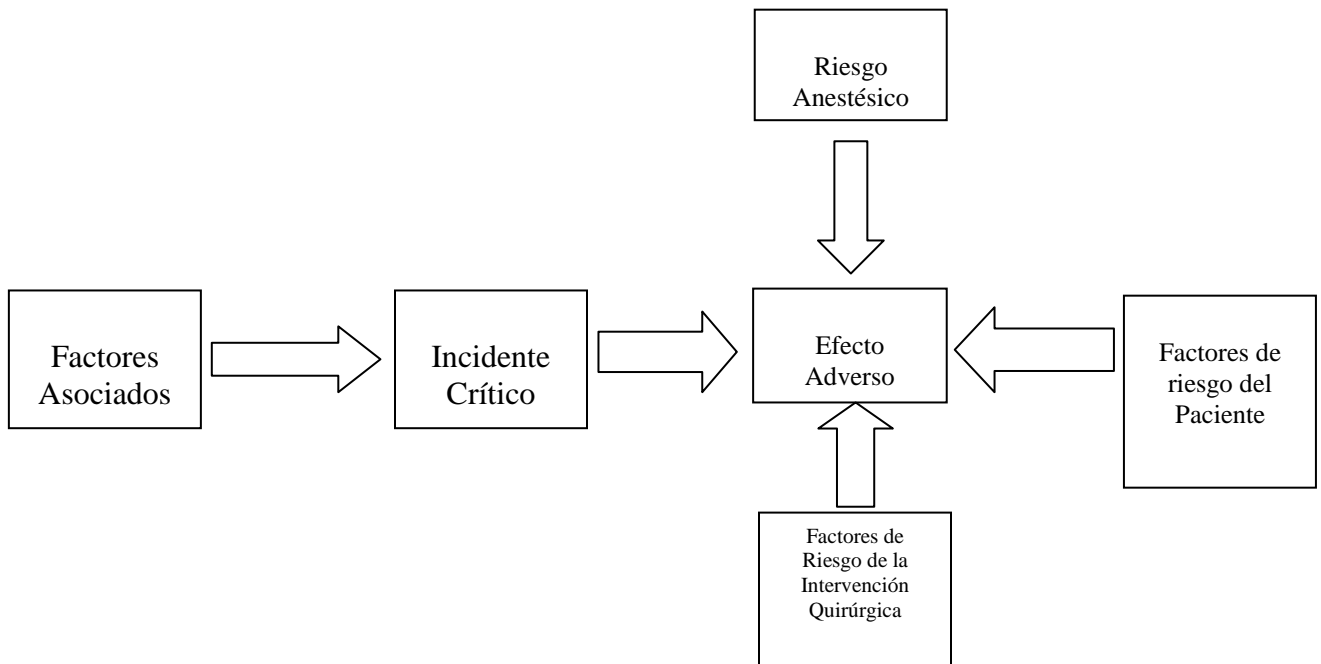 Riesgo
Anestésico
Factores
Asociados
Incidente
Crítico
Efecto
Adverso
Factores de
riesgo del
Paciente
Factores de
Riesgo de la
Intervención
Quirúrgica